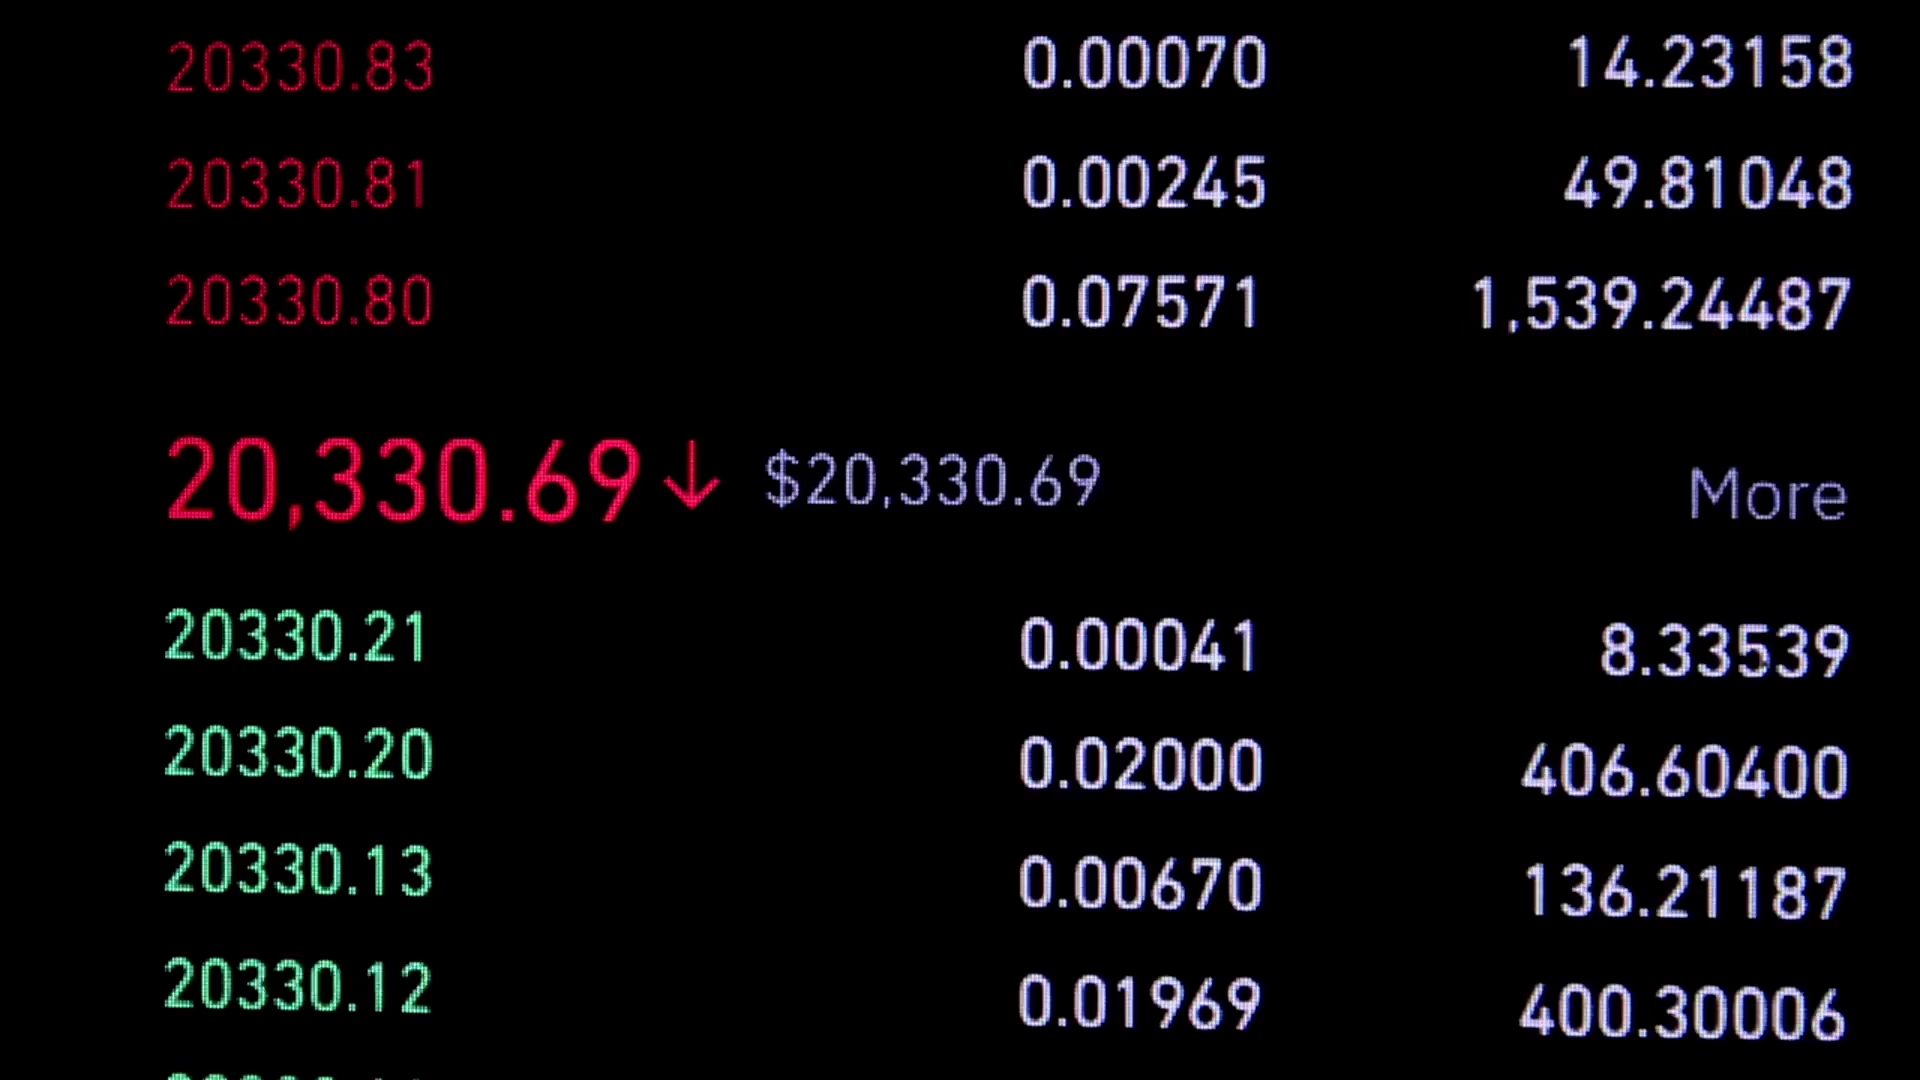 20330.83 0.00070 14.23158
20330.81 0.00245 49.81048
20330.80 0.07571 1,539.24487
20,330.69↓ $20,330.69 More
20330.21 0.00041 8.33539
20330.20 0.02000 406.60400
20330.13 0.00670 136.21187
20330.12 0.01969 400.30006